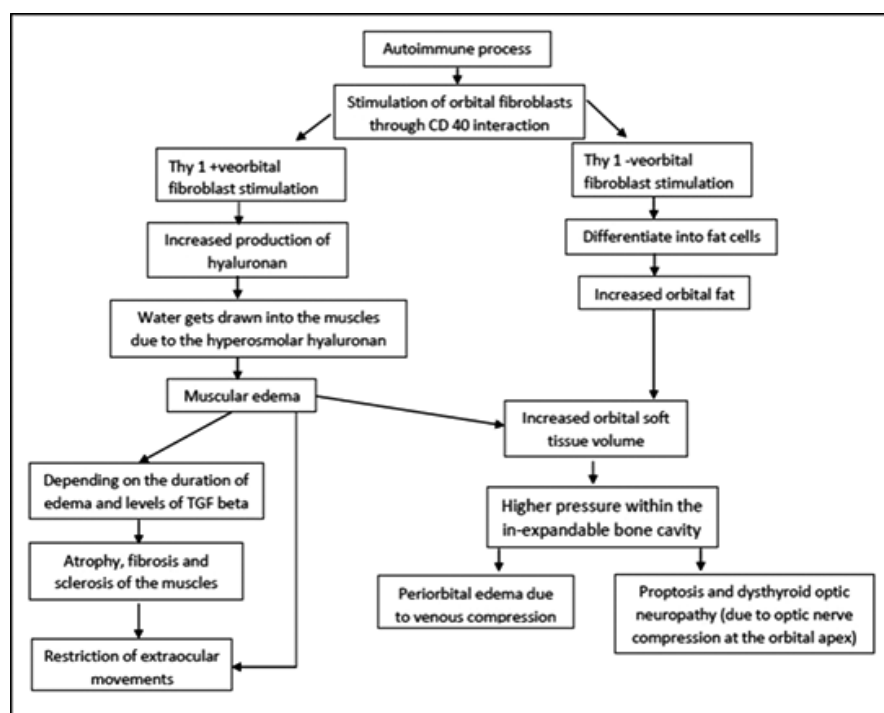 Autoimmune process
Stimulation of orbital fibroblasts
through CD 40 interaction
Thy 1 +veorbital
fibroblast stimulation
Thy 1 -veorbital
fibroblast stimulation
Increased production of
hyaluronan
Differentiate into fat cells
Increased orbital fat
Water gets drawn into the muscles
due to the hyperosmolar hyaluronan
Muscular edema
Increased orbital soft
tissue volume
Depending on the duration of
edema and levels of TGF beta
Higher pressure within the
in-expandable bone cavity
Atrophy, fibrosis and
sclerosis of the muscles
Periorbital edema due
to venous compression
Proptosis and dysthyroid optic
neuropathy (due to optic nerve
compression at the orbital apex)
Restriction of extraocular
movements